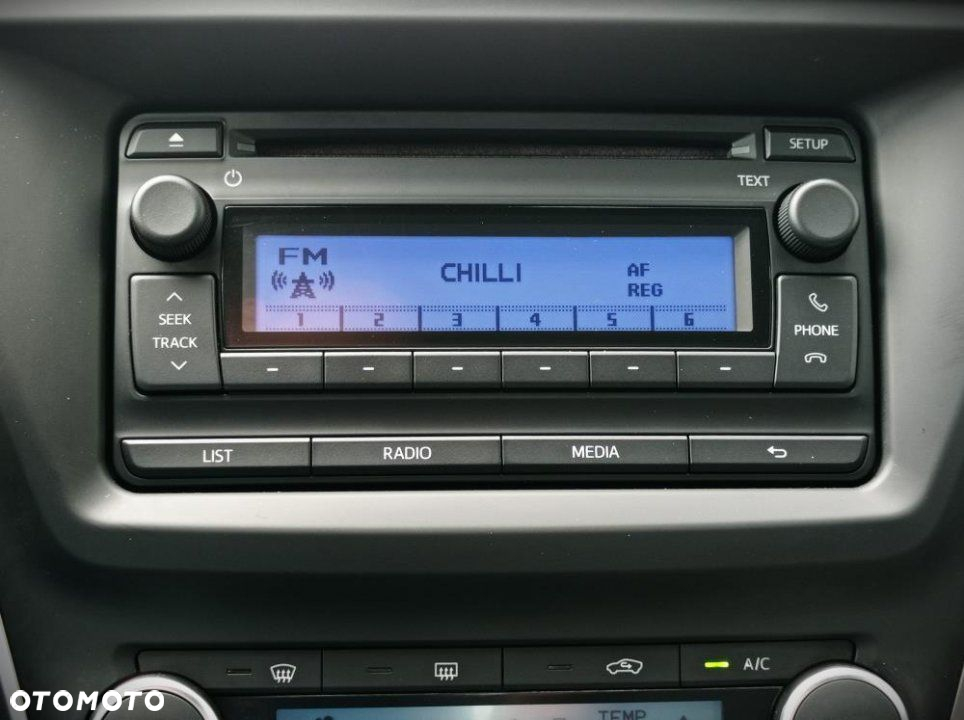 SETUP
TEXT
FM
CHILLI
AF
REG
1 2 3 4 5 6
SEEK
TRACK
PHONE
LIST RADIO MEDIA
A/C
OTOMOTO
TEMP